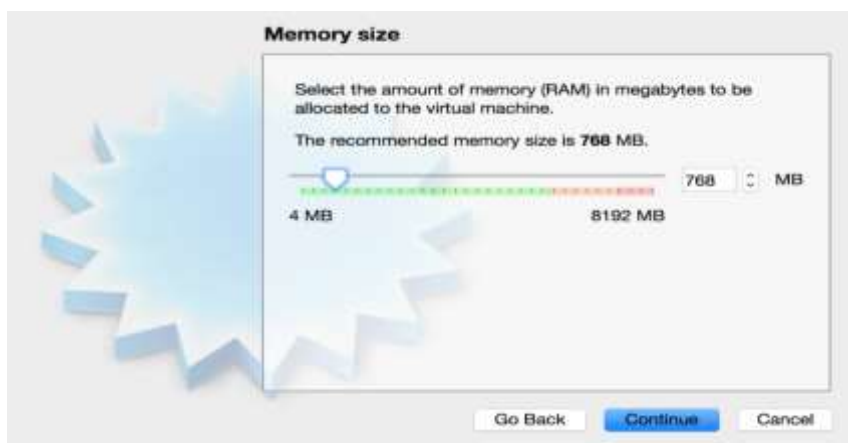 Memory size
Select the amount of memory (RAM) in megabytes to be
allocated to the virtual machine.
The recommended memory size is 768 MB.
768 MB
4 MB 8192 MB
Go Back Continue Cancel